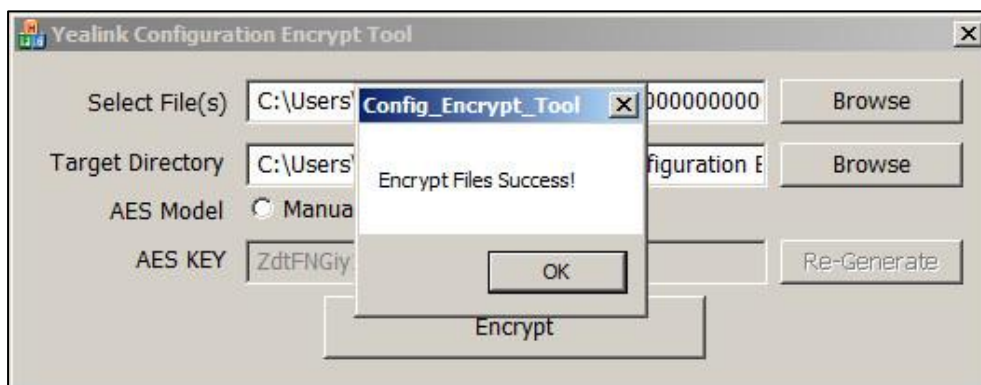 Yealink Configuration Encrypt Tool
Select File(s) C:\Users\ 000000000 Browse
Config_Encrypt_Tool
Target Directory C:\Users\ figuration E Browse
Encrypt Files Success!
AES Model Manua
AES KEY ZdtFNGiy Re-Generate
OK
Encrypt